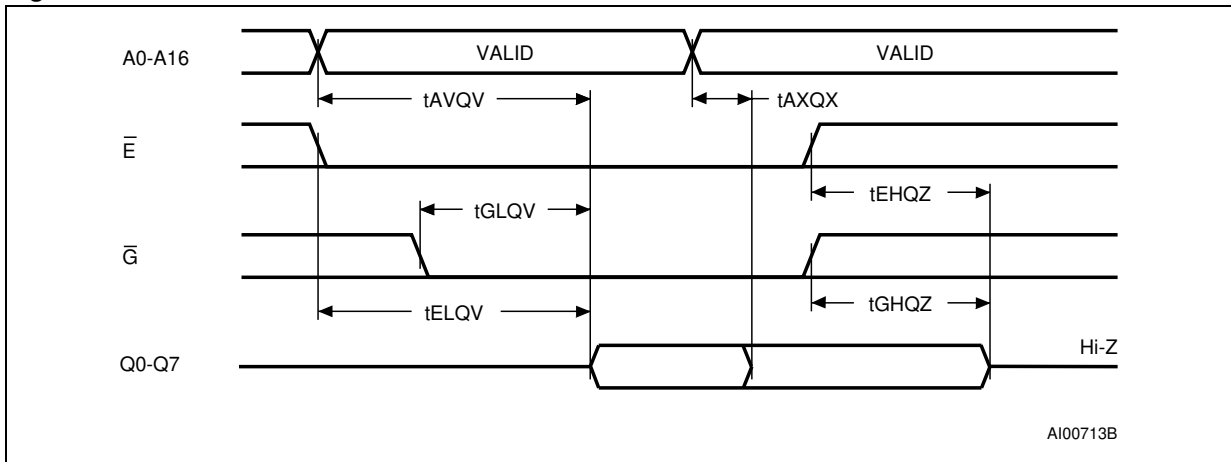 A0-A16
VALID
VALID
tAVQV
tAXQX
E̅
tEHQZ
tGLQV
G̅
tGHQZ
tELQV
Hi-Z
Q0-Q7
AI00713B